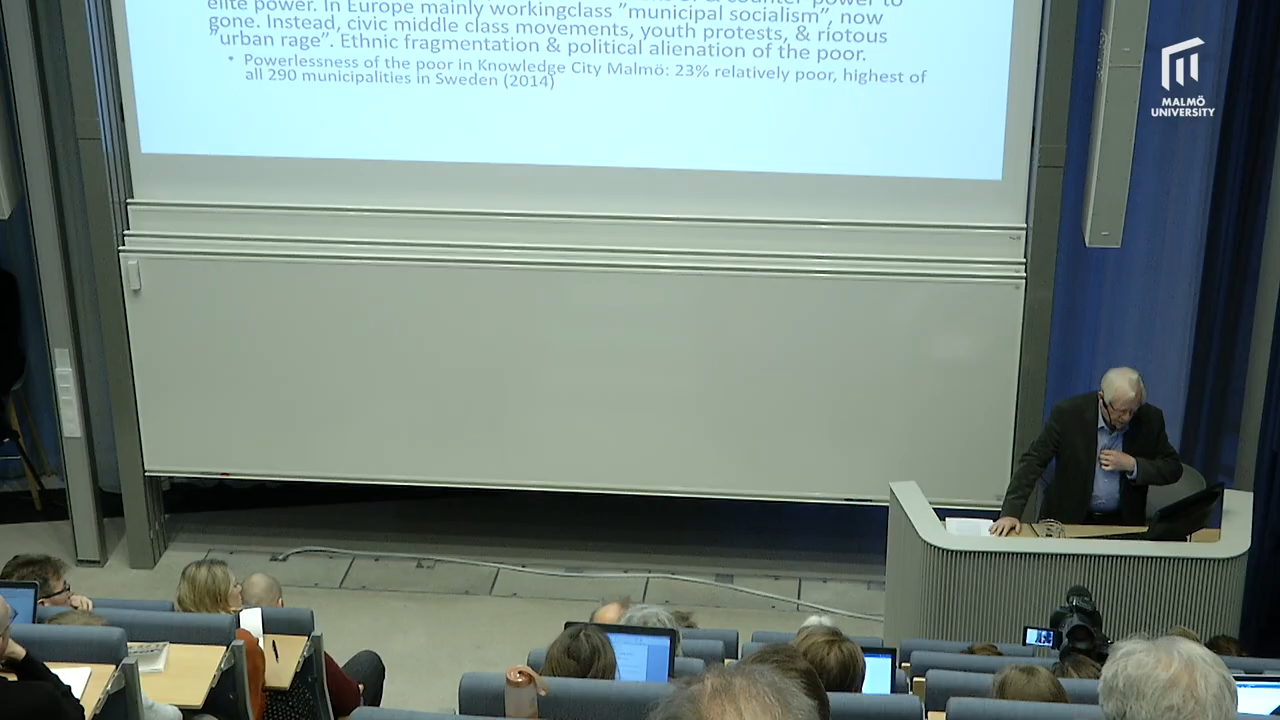 elite power. In Europe mainly workingclass ”municipal socialism”, now
gone. Instead, civic middle class movements, youth protests, & riotous
”urban rage”. Ethnic fragmentation & political alienation of the poor.
• Powerlessness of the poor in Knowledge City Malmö: 23% relatively poor, highest of
all 290 municipalities in Sweden (2014)
MALMÖ
UNIVERSITY